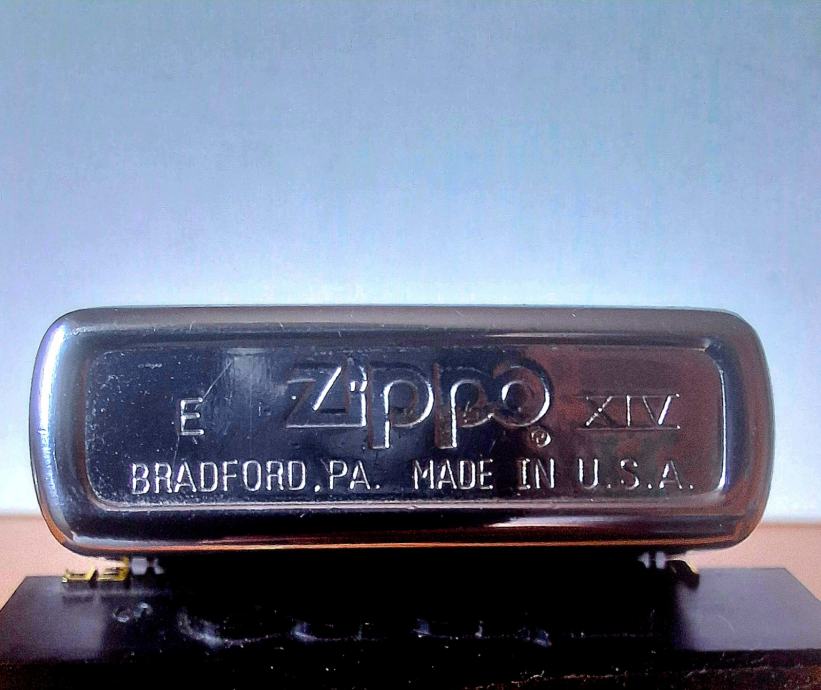 E Zippo® XIV
BRADFORD, PA. MADE IN U.S.A.